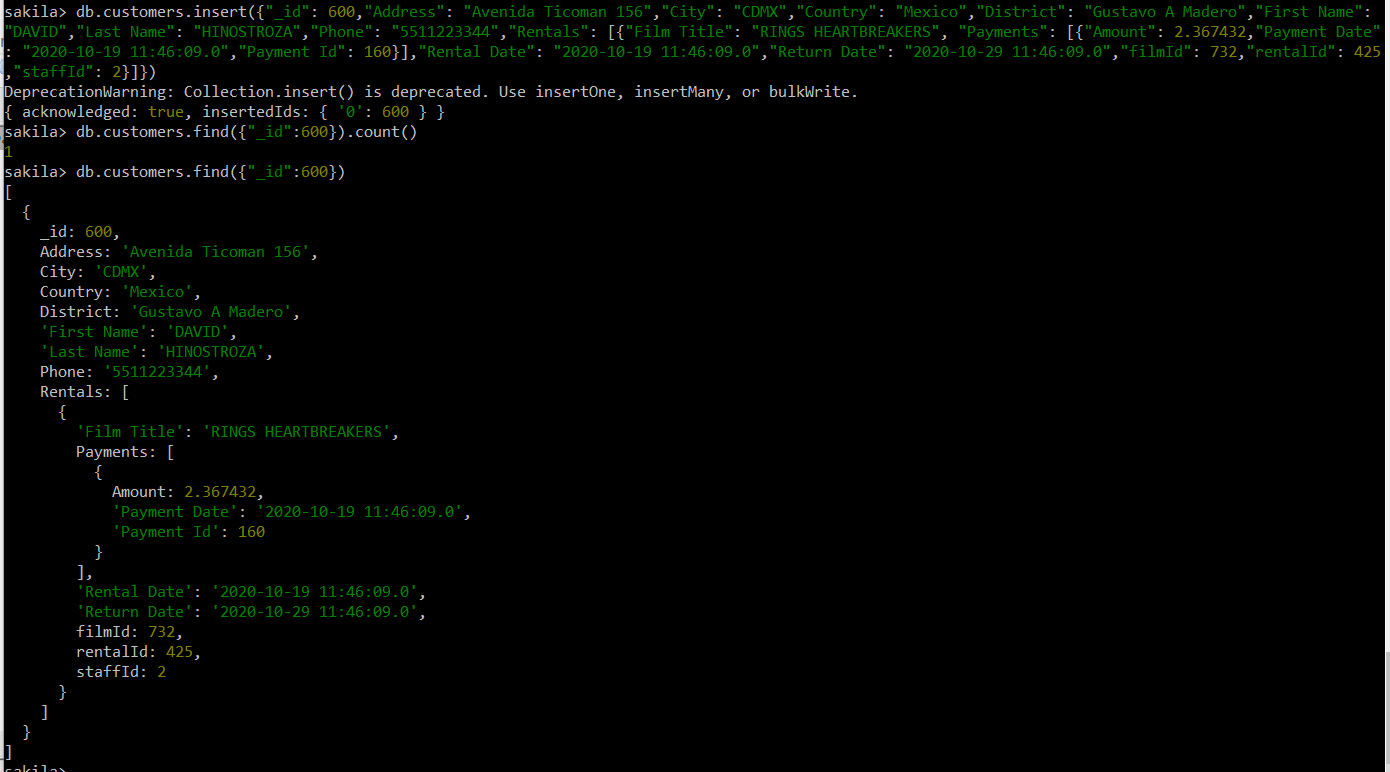 sakila> db.customers.insert({"_id": 600,"Address": "Avenida Ticoman 156","City": "CDMX","Country": "Mexico","District": "Gustavo A Madero","First Name":
"DAVID","Last Name": "HINOSTROZA","Phone": "5511223344","Rentals": [{"Film Title": "RINGS HEARTBREAKERS", "Payments": [{"Amount": 2.367432,"Payment Date"
: "2020-10-19 11:46:09.0","Payment Id": 160}],"Rental Date": "2020-10-19 11:46:09.0","Return Date": "2020-10-29 11:46:09.0","filmId": 732,"rentalId": 425
,"staffId": 2}]})
DeprecationWarning: Collection.insert() is deprecated. Use insertOne, insertMany, or bulkWrite.
{ acknowledged: true, insertedIds: { '0': 600 } }
sakila> db.customers.find({"_id":600}).count()
1
sakila> db.customers.find({"_id":600})
[
  {
    _id: 600,
    Address: 'Avenida Ticoman 156',
    City: 'CDMX',
    Country: 'Mexico',
    District: 'Gustavo A Madero',
    'First Name': 'DAVID',
    'Last Name': 'HINOSTROZA',
    Phone: '5511223344',
    Rentals: [
      {
        'Film Title': 'RINGS HEARTBREAKERS',
        Payments: [
          {
            Amount: 2.367432,
            'Payment Date': '2020-10-19 11:46:09.0',
            'Payment Id': 160
          }
        ],
        'Rental Date': '2020-10-19 11:46:09.0',
        'Return Date': '2020-10-29 11:46:09.0',
        filmId: 732,
        rentalId: 425,
        staffId: 2
      }
    ]
  }
]
sakila>